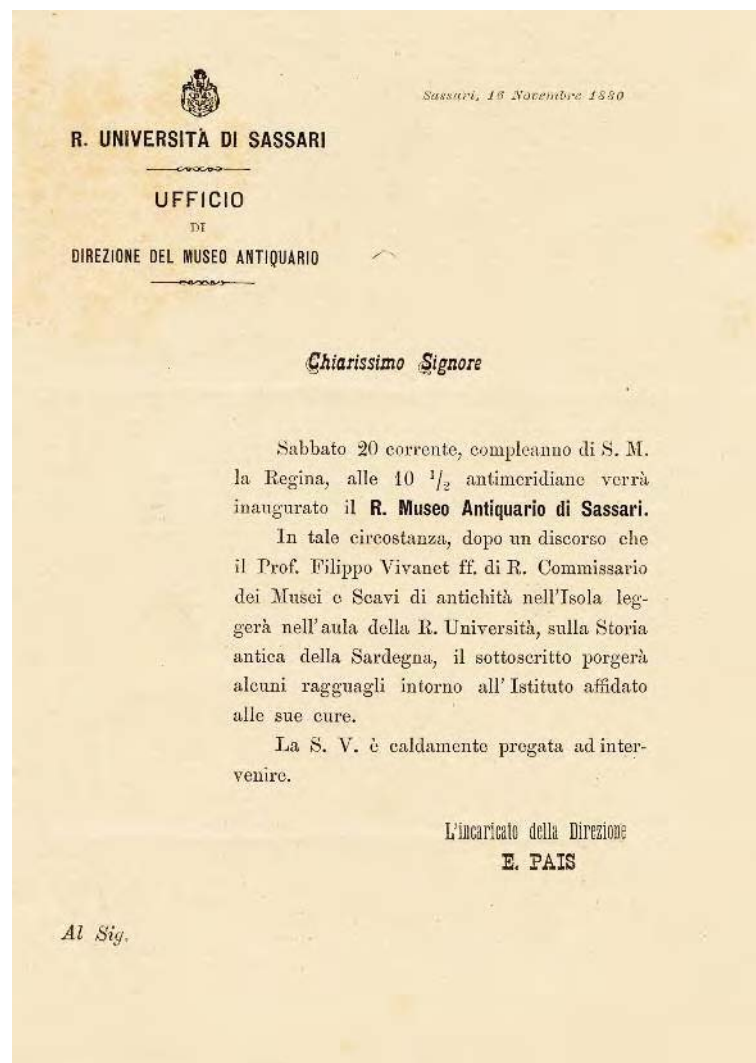 Sassari, 16 Novembre 1880
R. UNIVERSITÀ DI SASSARI
UFFICIO
DI
DIREZIONE DEL MUSEO ANTIQUARIO
Chiarissimo Signore
Sabbato 20 corrente, compleanno di S. M.
la Regina, alle 10 1/2 antimeridiane verrà
inaugurato il R. Museo Antiquario di Sassari.
In tale circostanza, dopo un discorso che
il Prof. Filippo Vivanet ff. di R. Commissario
dei Musei e Scavi di antichità nell'Isola leg-
gerà nell'aula della R. Università, sulla Storia
antica della Sardegna, il sottoscritto porgerà
alcuni ragguagli intorno all'Istituto affidato
alle sue cure.
La S. V. è caldamente pregata ad inter-
venire.
L'incaricato della Direzione
E. PAIS
Al Sig.